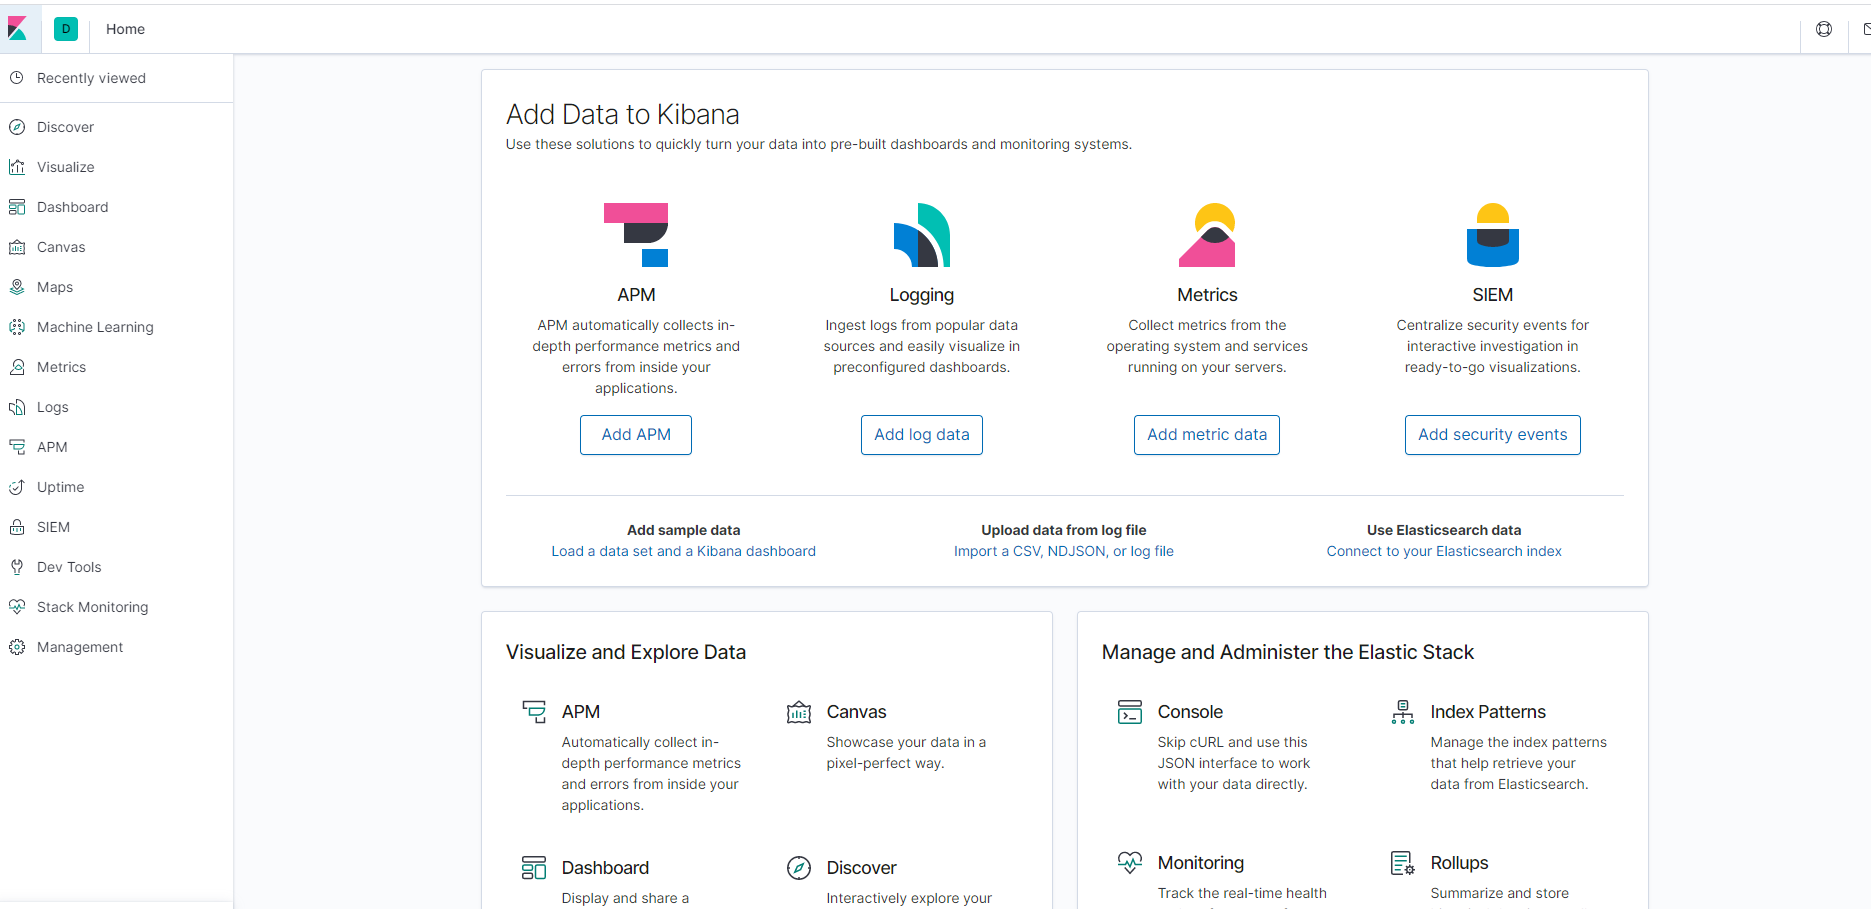 D
Home
Recently viewed
Discover
Visualize
Dashboard
Canvas
Maps
Machine Learning
Metrics
Logs
APM
Uptime
SIEM
Dev Tools
Stack Monitoring
Management
Add Data to Kibana
Use these solutions to quickly turn your data into pre-built dashboards and monitoring systems.
APM
APM automatically collects in-
depth performance metrics and
errors from inside your
applications.
Add APM
Logging
Ingest logs from popular data
sources and easily visualize in
preconfigured dashboards.
Add log data
Metrics
Collect metrics from the
operating system and services
running on your servers.
Add metric data
SIEM
Centralize security events for
interactive investigation in
ready-to-go visualizations.
Add security events
Add sample data
Load a data set and a Kibana dashboard
Upload data from log file
Import a CSV, NDJSON, or log file
Use Elasticsearch data
Connect to your Elasticsearch index
Visualize and Explore Data
APM
Automatically collect in-
depth performance metrics
and errors from inside your
applications.
Canvas
Showcase your data in a
pixel-perfect way.
Dashboard
Display and share a
Discover
Interactively explore your
Manage and Administer the Elastic Stack
Console
Skip cURL and use this
JSON interface to work
with your data directly.
Index Patterns
Manage the index patterns
that help retrieve your
data from Elasticsearch.
Monitoring
Track the real-time health
Rollups
Summarize and store